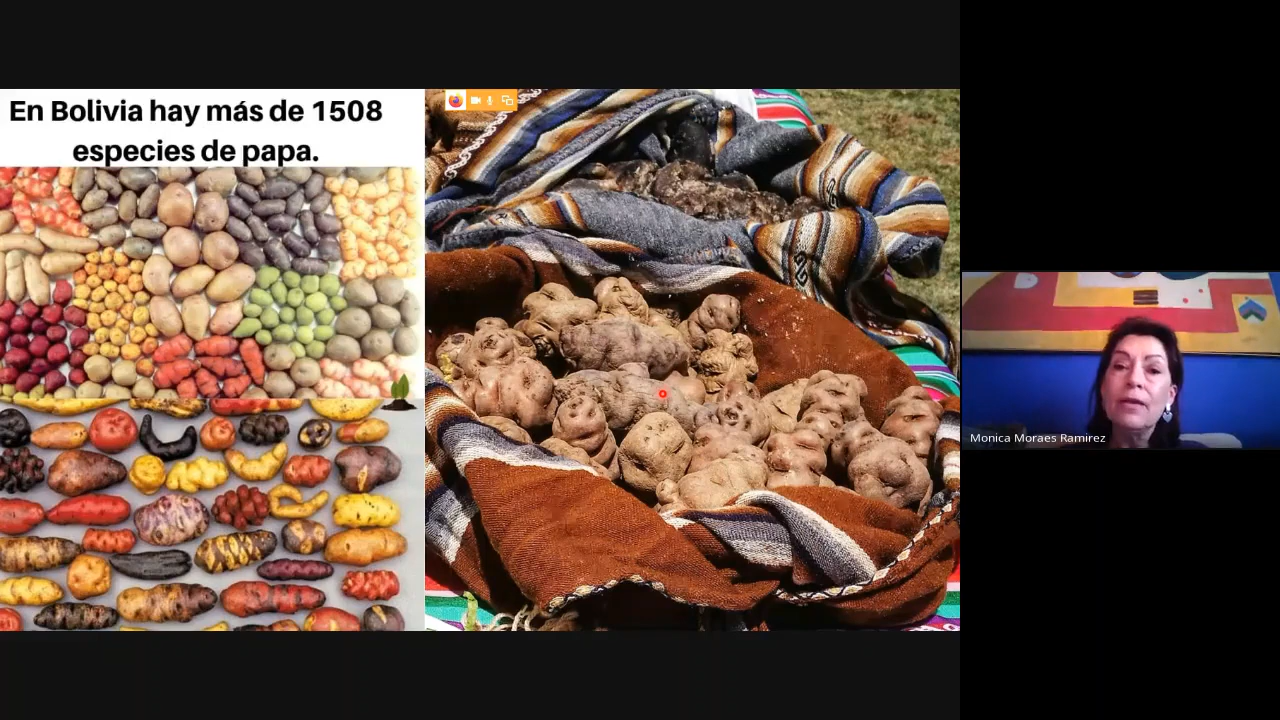 En Bolivia hay más de 1508
especies de papa.
Monica Moraes Ramirez